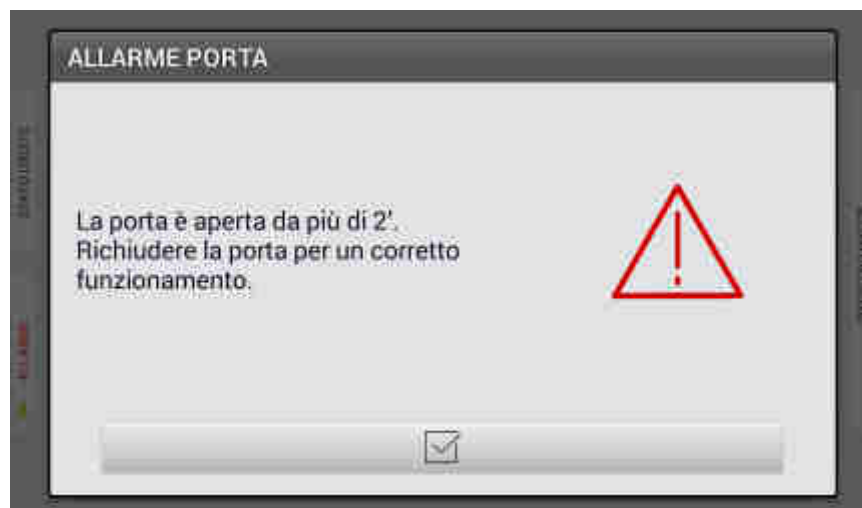 ALLARME PORTA
La porta è aperta da più di 2'.
Richiudere la porta per un corretto
funzionamento.